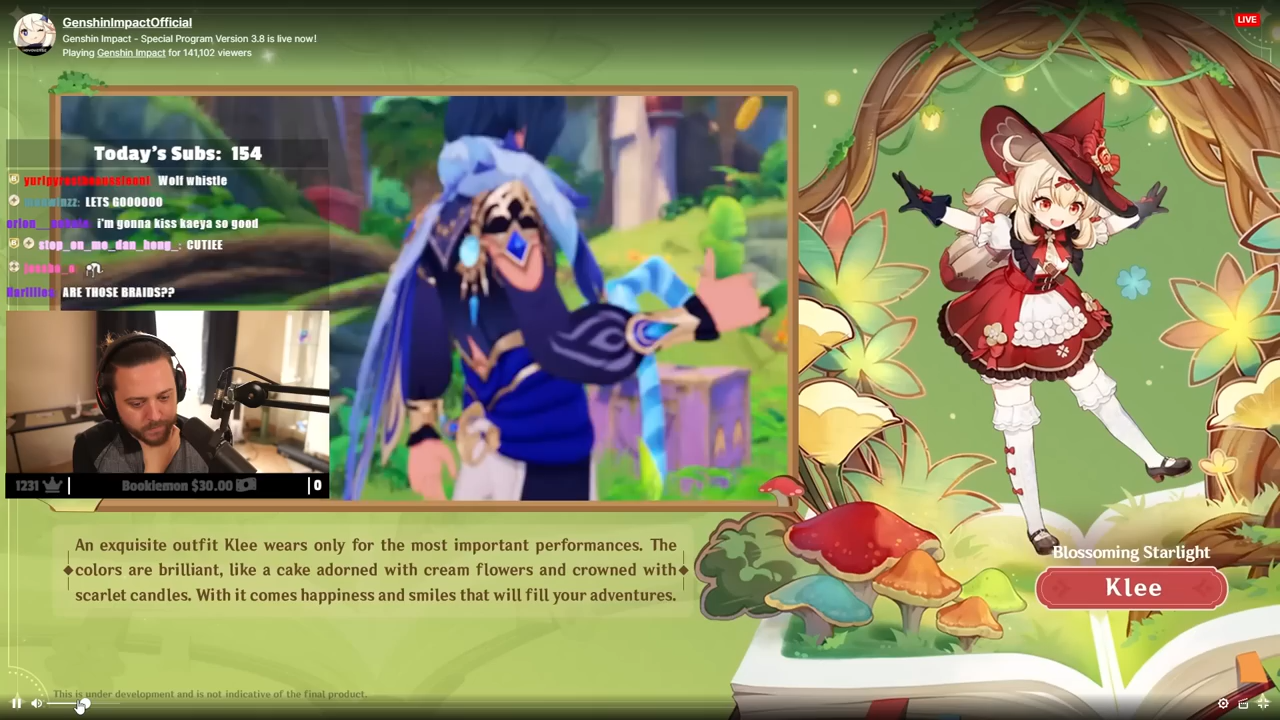 GenshinImpactOfficial
Genshin Impact - Special Program Version 3.8 is live now!
Playing Genshin Impact for 141,102 viewers
LIVE
Today's Subs: 154
Wolf whistle
LETS GOOOOOO
i'm gonna kiss kaeya so good
stop_on_me_dan_heng_: CUTIEE
ARE THOSE BRAIDS??
1231
Bookiemon $30.00
0
An exquisite outfit Klee wears only for the most important performances. The
colors are brilliant, like a cake adorned with cream flowers and crowned with
scarlet candles. With it comes happiness and smiles that will fill your adventures.
Blossoming Starlight
Klee
This is under development and is not indicative of the final product.